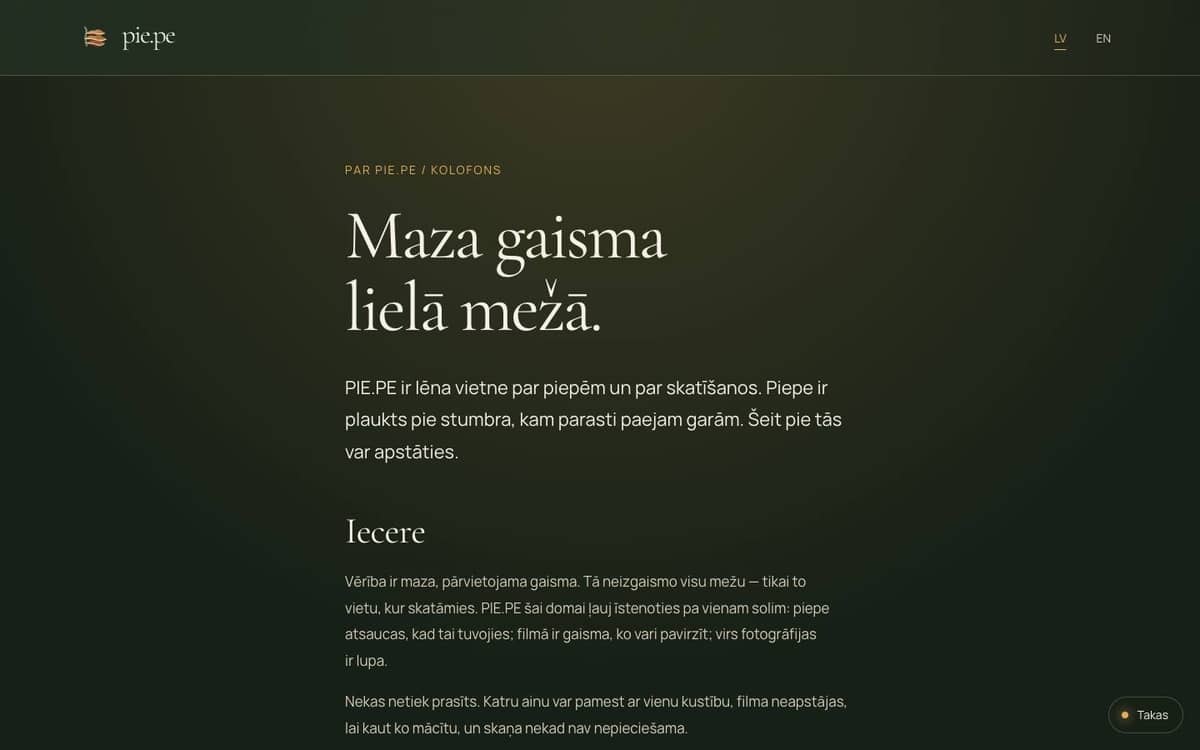 pie.pe
LV
EN
PAR PIE.PE / KOLOFONS
Maza gaisma
lielā mežā.
PIE.PE ir lēna vietne par piepēm un par skatīšanos. Piepe ir
plaukts pie stumbra, kam parasti paejam garām. Šeit pie tās
var apstāties.
Iecere
Vērība ir maza, pārvietojama gaisma. Tā neizgaismo visu mežu — tikai to
vietu, kur skatāmies. PIE.PE šai domai ļauj īstenoties pa vienam solim: piepe
atsaucas, kad tai tuvojies; filmā ir gaisma, ko vari pavirzīt; virs fotogrāfijas
ir lupa.
Nekas netiek prasīts. Katru ainu var pamest ar vienu kustību, filma neapstājas,
lai kaut ko mācītu, un skaņa nekad nav nepieciešama.
Takas